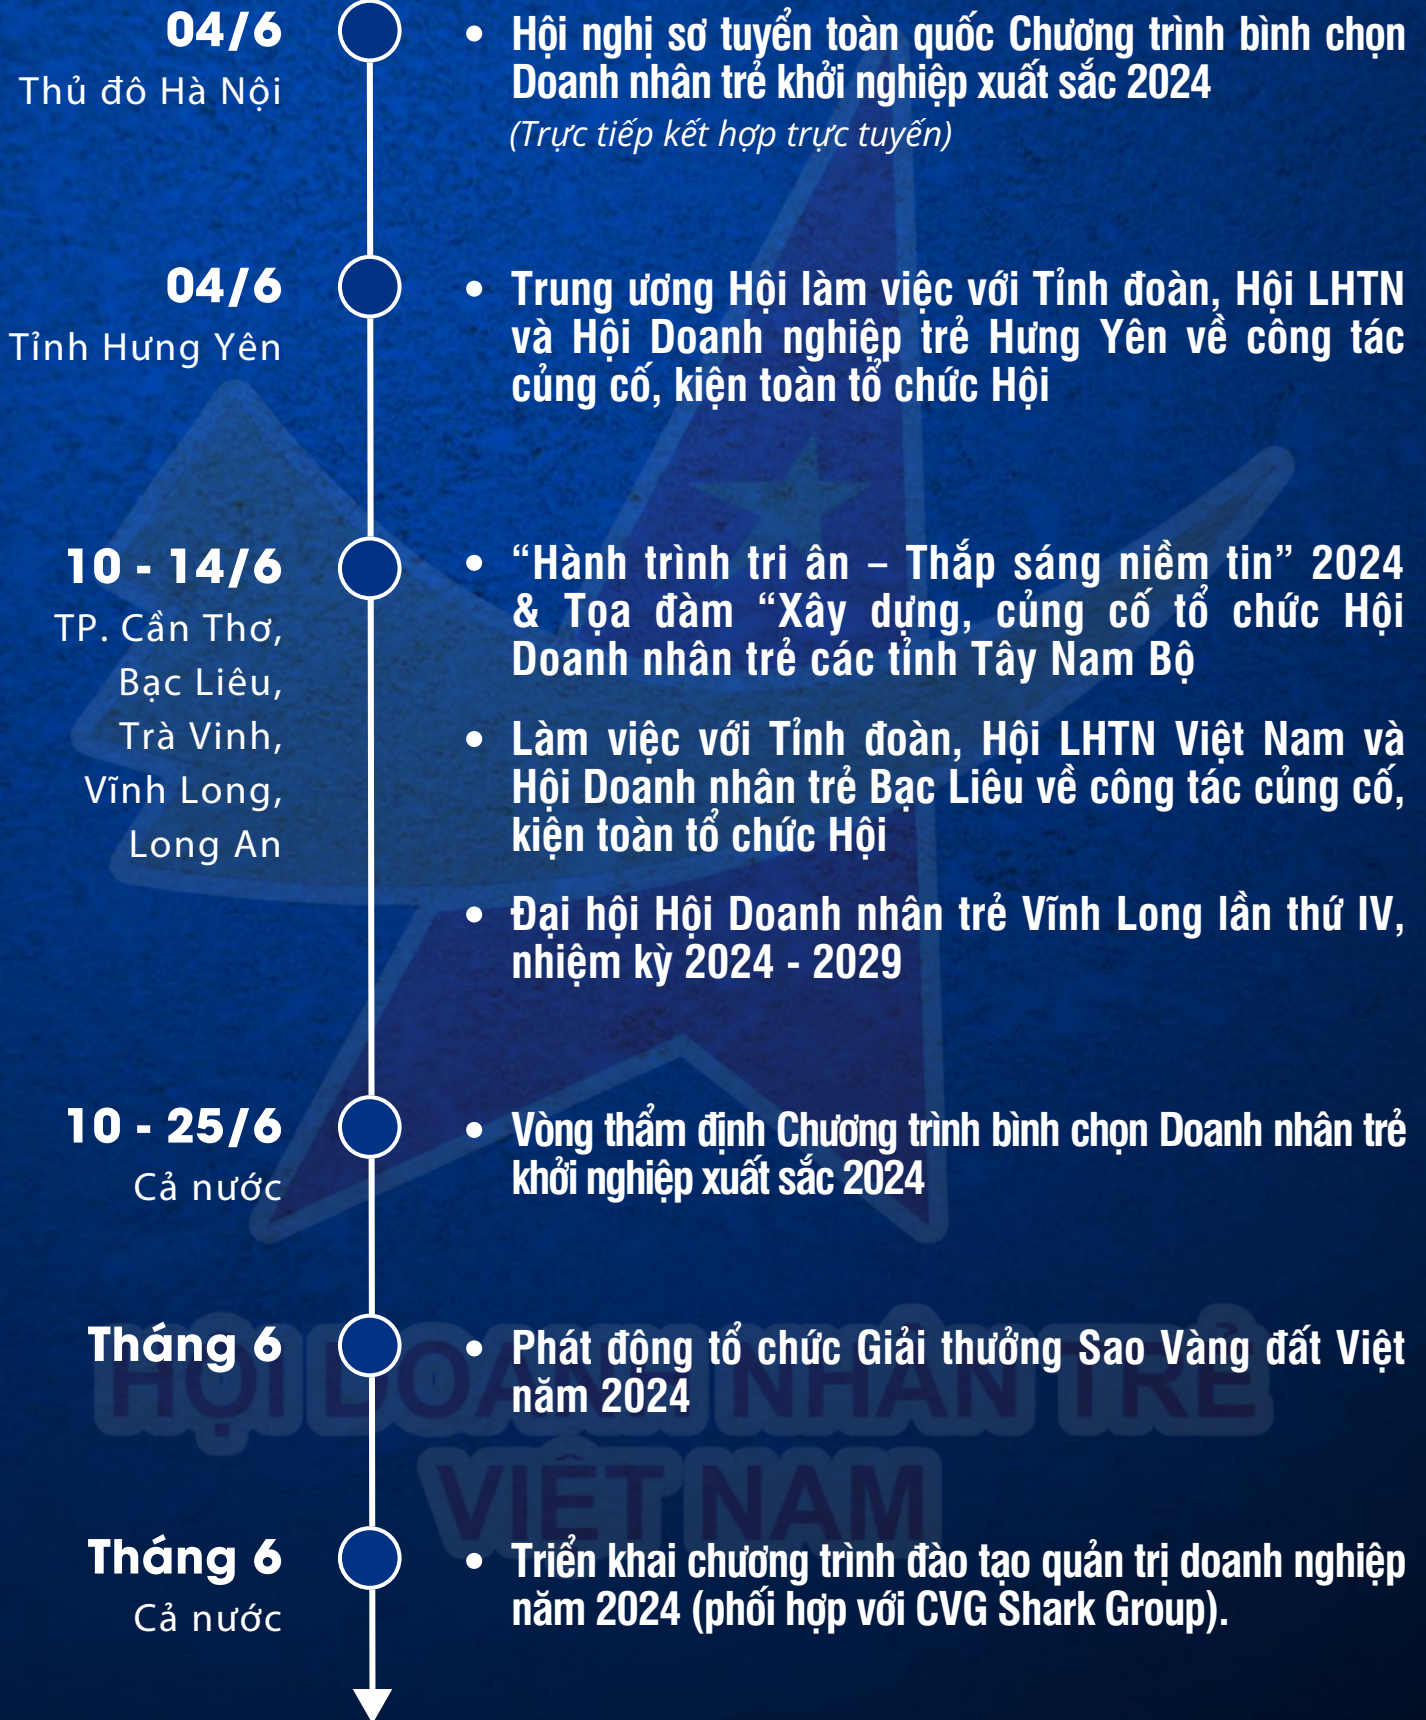 04/6
Thủ đô Hà Nội
• Hội nghị sơ tuyển toàn quốc Chương trình bình chọn
Doanh nhân trẻ khởi nghiệp xuất sắc 2024
(Trực tiếp kết hợp trực tuyến)
04/6
Tỉnh Hưng Yên
• Trung ương Hội làm việc với Tỉnh đoàn, Hội LHTN
và Hội Doanh nghiệp trẻ Hưng Yên về công tác
củng cố, kiện toàn tổ chức Hội
10 - 14/6
TP. Cần Thơ,
Bạc Liêu,
Trà Vinh,
Vĩnh Long,
Long An
• “Hành trình tri ân – Thắp sáng niềm tin” 2024
& Tọa đàm “Xây dựng, củng cố tổ chức Hội
Doanh nhân trẻ các tỉnh Tây Nam Bộ
• Làm việc với Tỉnh đoàn, Hội LHTN Việt Nam và
Hội Doanh nhân trẻ Bạc Liêu về công tác củng cố,
kiện toàn tổ chức Hội
• Đại hội Hội Doanh nhân trẻ Vĩnh Long lần thứ IV,
nhiệm kỳ 2024 - 2029
10 - 25/6
Cả nước
• Vòng thẩm định Chương trình bình chọn Doanh nhân trẻ
khởi nghiệp xuất sắc 2024
Tháng 6
• Phát động tổ chức Giải thưởng Sao Vàng đất Việt
năm 2024
HỘI DOANH NHÂN TRẺ
VIỆT NAM
Tháng 6
Cả nước
• Triển khai chương trình đào tạo quản trị doanh nghiệp
năm 2024 (phối hợp với CVG Shark Group).